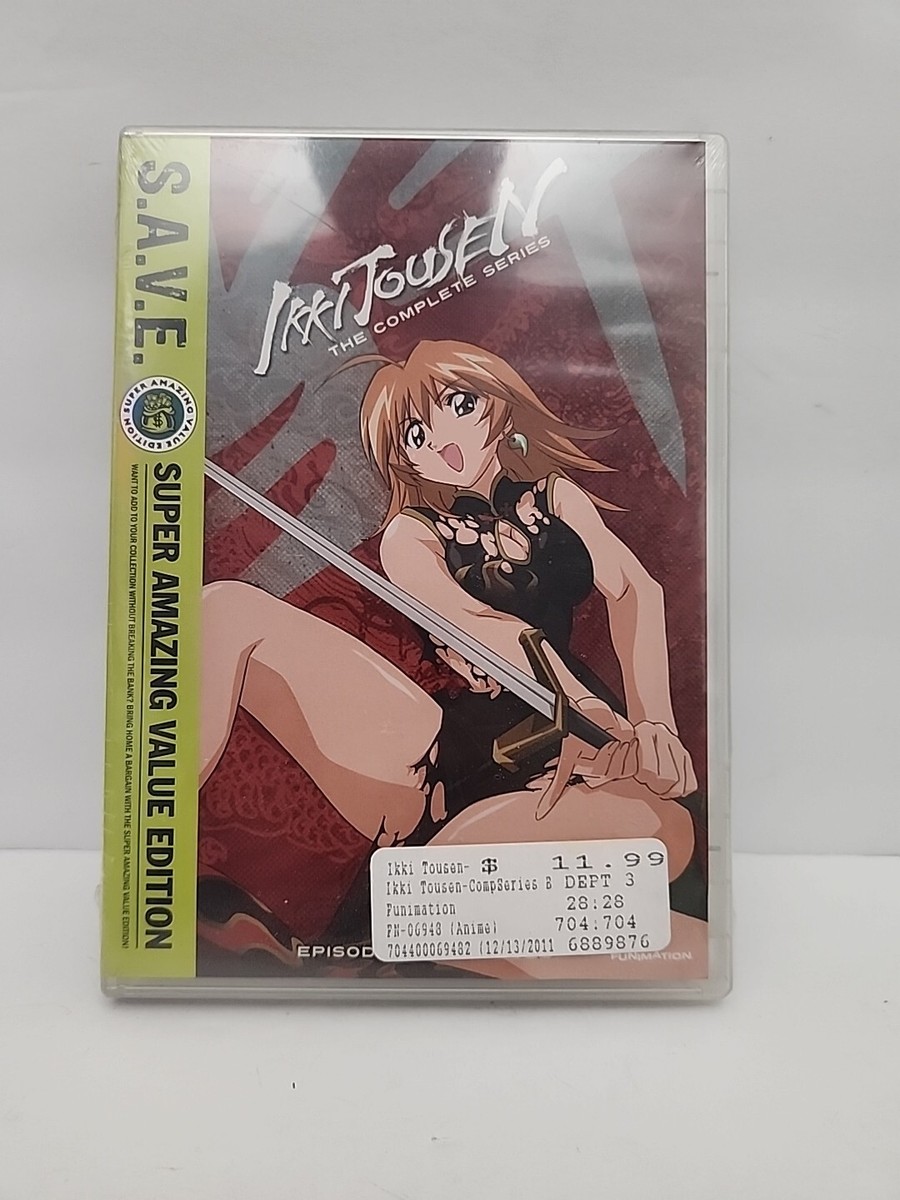 S.A.V.E.
SUPER AMAZING VALUE EDITION
SUPER AMAZING VALUE EDITION
WANT TO ADD TO YOUR COLLECTION WITHOUT BREAKING THE BANK? BRING HOME A BARGAIN WITH THE SUPER AMAZING VALUE EDITION!
IKKI TOUSEN
THE COMPLETE SERIES
Ikki Tousen- $ 11.99
Ikki Tousen-CompSeries B DEPT 3
Funimation 28:28
FN-06948 (Anime) 704:704
704400069482 (12/13/2011 6889876
EPISOD
FUNIMATION